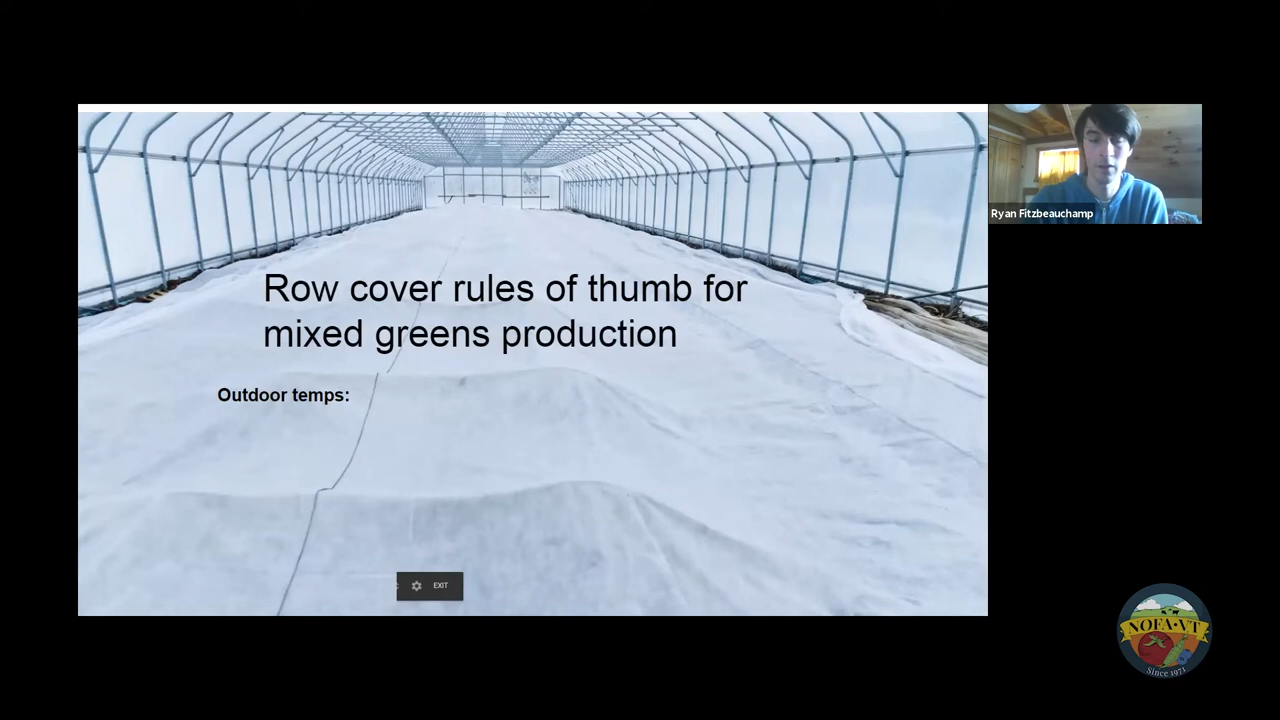 Row cover rules of thumb for
mixed greens production
Outdoor temps:
EXIT
Ryan Fitzbeauchamp
NOFA•VT
Since 1971